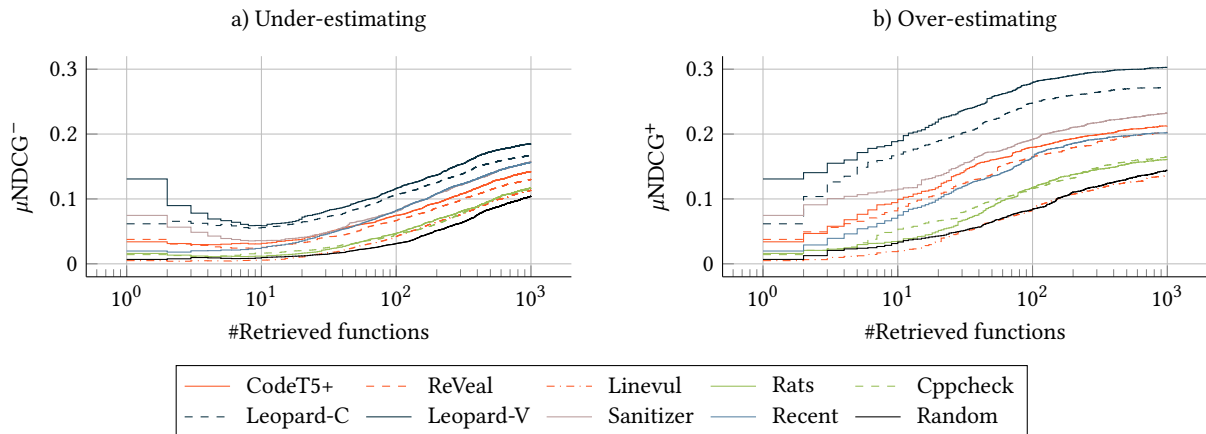 a) Under-estimating
b) Over-estimating
0.3
0.2
0.1
0
μNDCG⁻
10⁰ 10¹ 10² 10³
#Retrieved functions
0.3
0.2
0.1
0
μNDCG⁺
10⁰ 10¹ 10² 10³
#Retrieved functions
CodeT5+ ReVeal Linevul Rats Cppcheck
Leopard-C Leopard-V Sanitizer Recent Random